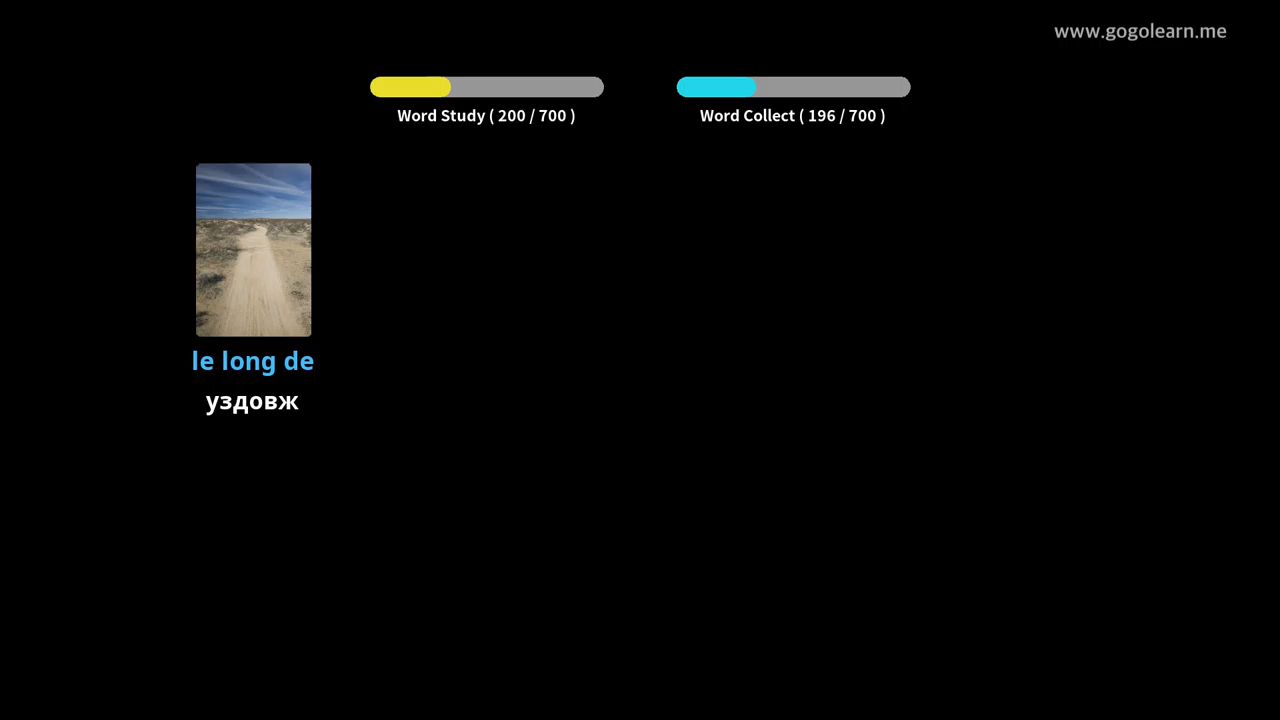 www.gogolearn.me
Word Study ( 200 / 700 )
Word Collect ( 196 / 700 )
le long de
уздовж